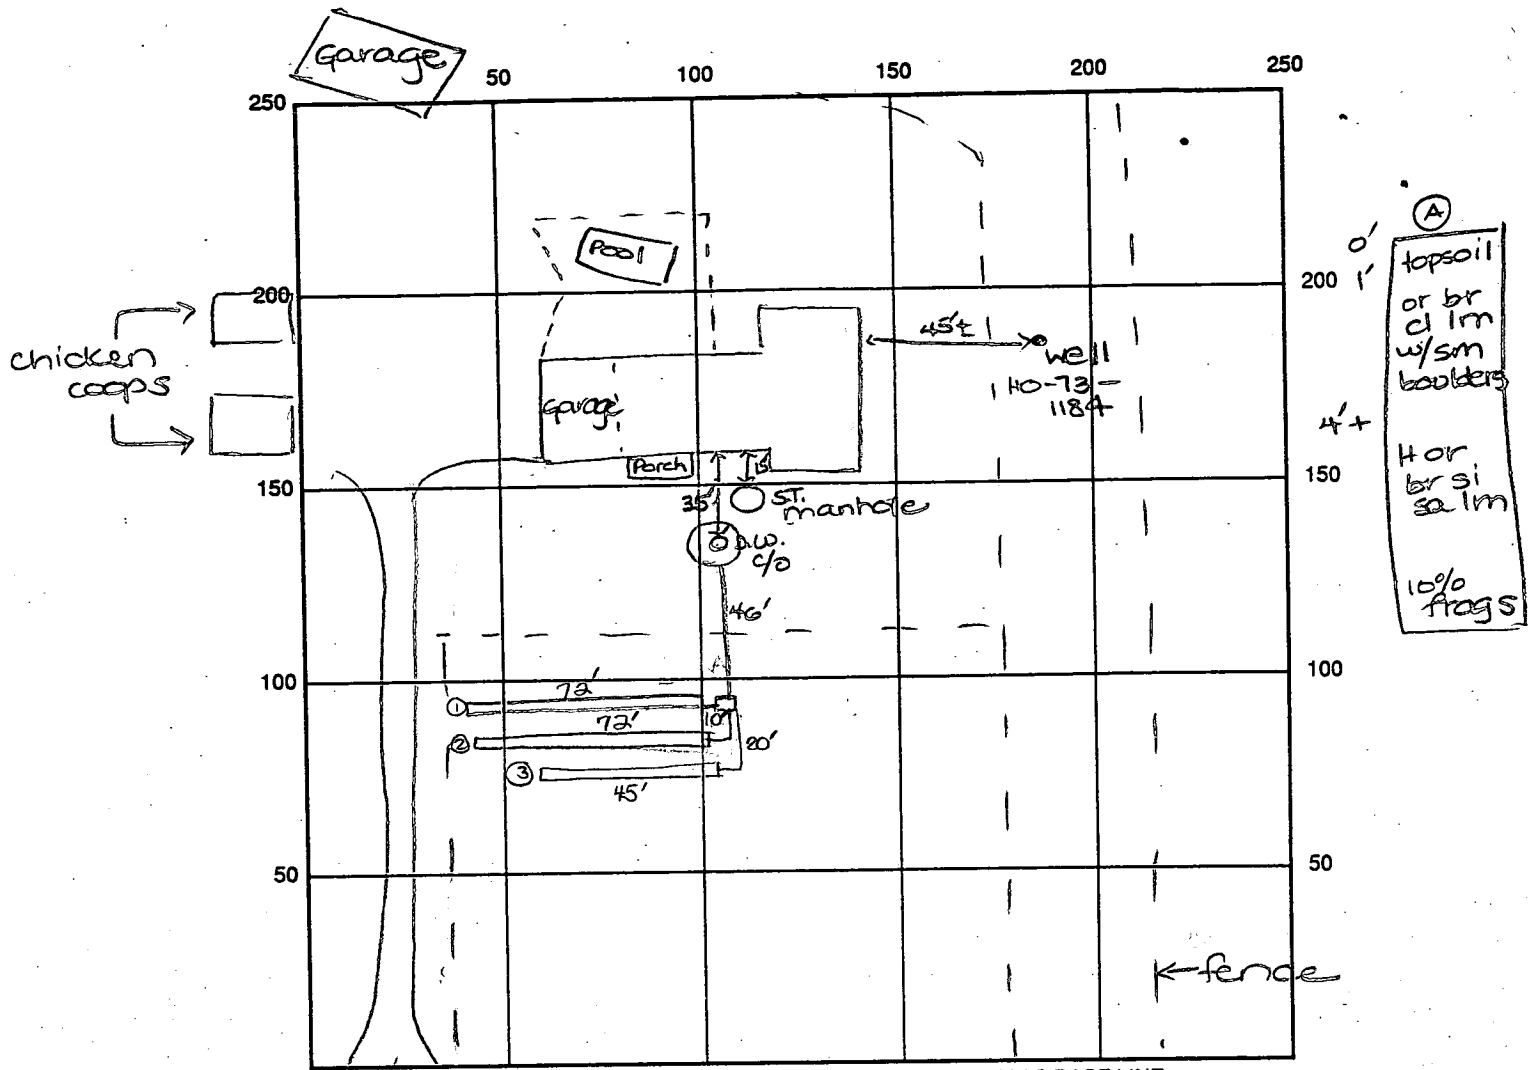 Garage
50
100
150
200
250
250
200
150
100
50
200
150
100
50
Pool
chicken
coops
Garage
Porch
45'±
well
HO-73-
1184
15'
35'
S.T.
manhole
D.W.
c/o
46'
72'
72'
10'
20'
45'
1
2
3
fence
A
0'
1'
4'+
topsoil
or br
cl lm
w/sm
boulders
H or
br si
sa lm
10%
frags